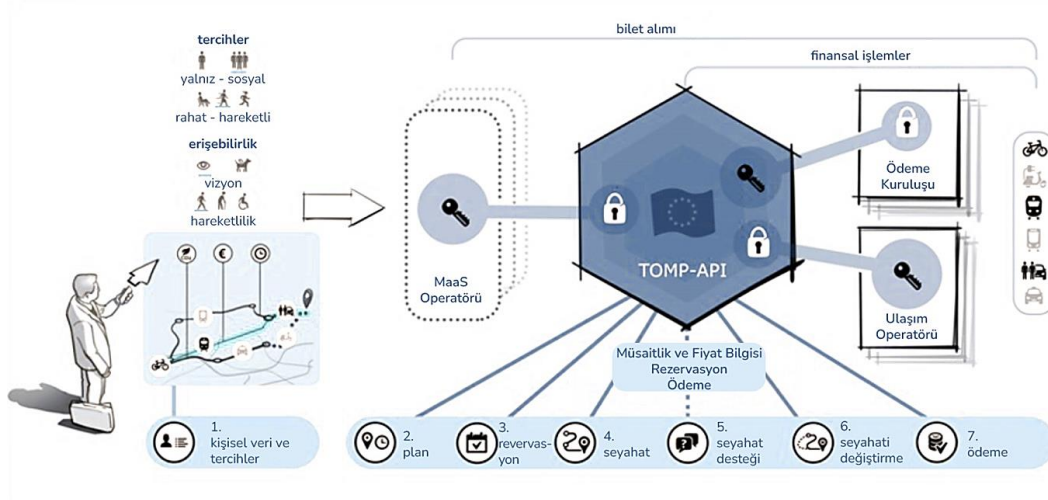 bilet alımı
finansal işlemler
tercihler
yalnız - sosyal
rahat - hareketli
erişebilirlik
vizyon
hareketlilik
€
MaaS
Operatörü
TOMP-API
Ödeme
Kuruluşu
Ulaşım
Operatörü
Müsaitlik ve Fiyat Bilgisi
Rezervasyon
Ödeme
1.
kişisel veri ve
tercihler
2.
plan
3.
revervas-
yon
4.
seyahat
5.
seyahat
desteği
6.
seyahati
değiştirme
7.
ödeme